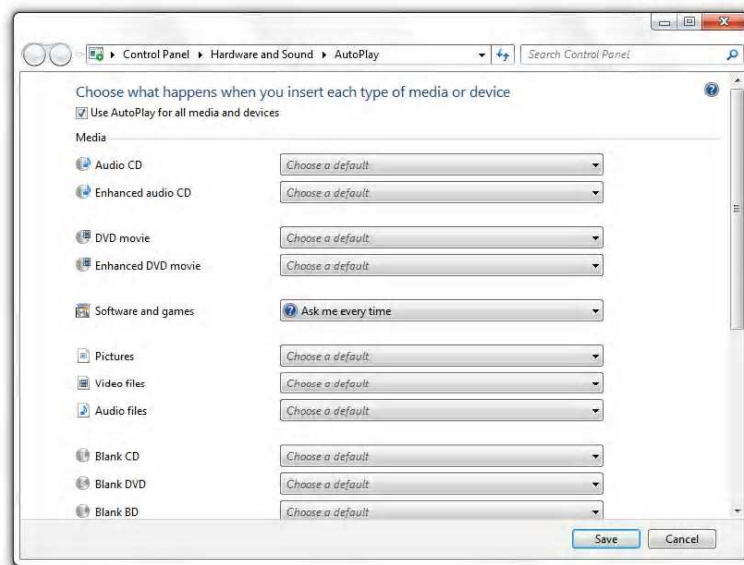 Control Panel ▸ Hardware and Sound ▸ AutoPlay Search Control Panel
Choose what happens when you insert each type of media or device
Use AutoPlay for all media and devices
Media
Audio CD Choose a default
Enhanced audio CD Choose a default
DVD movie Choose a default
Enhanced DVD movie Choose a default
Software and games Ask me every time
Pictures Choose a default
Video files Choose a default
Audio files Choose a default
Blank CD Choose a default
Blank DVD Choose a default
Blank BD Choose a default
Save Cancel